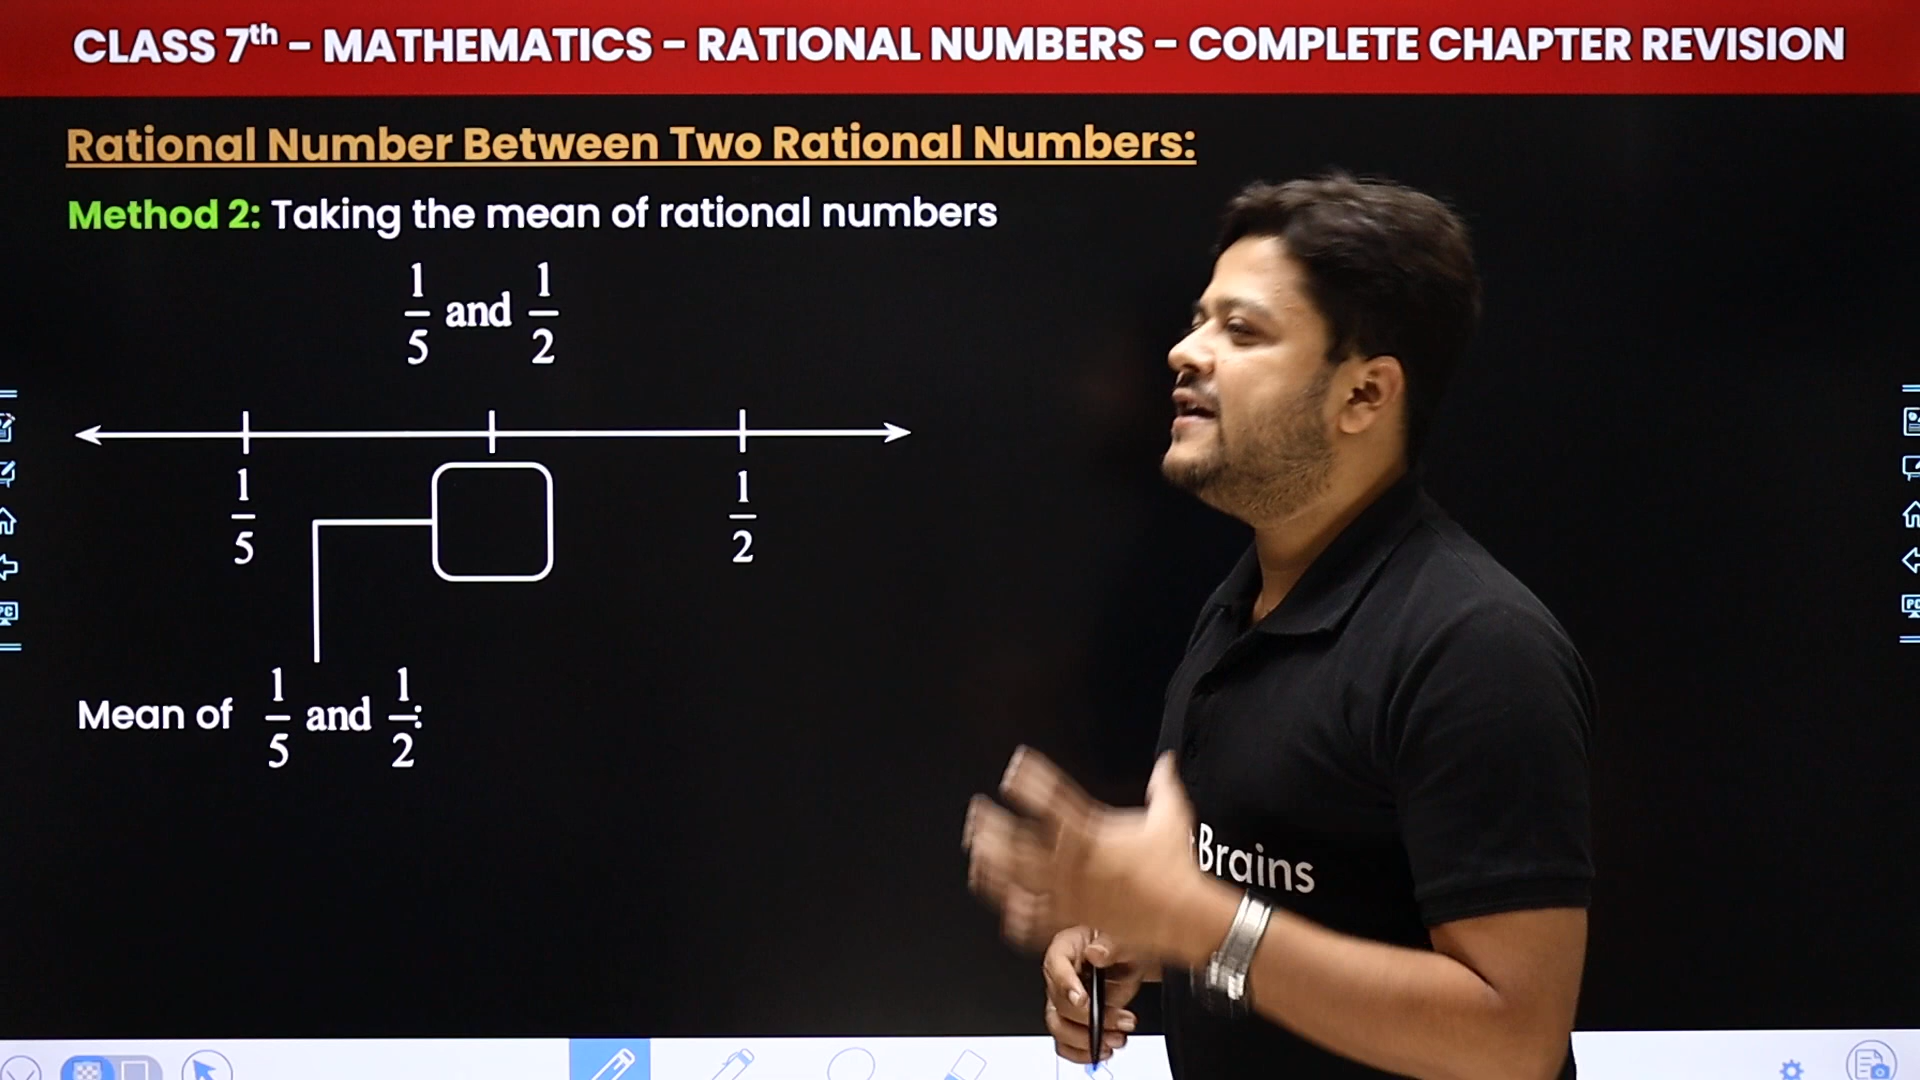 CLASS 7th – MATHEMATICS – RATIONAL NUMBERS – COMPLETE CHAPTER REVISION
Rational Number Between Two Rational Numbers:
Method 2: Taking the mean of rational numbers
1/5 and 1/2
1/5 1/2
Mean of 1/5 and 1/2:
Brains
PC
PC